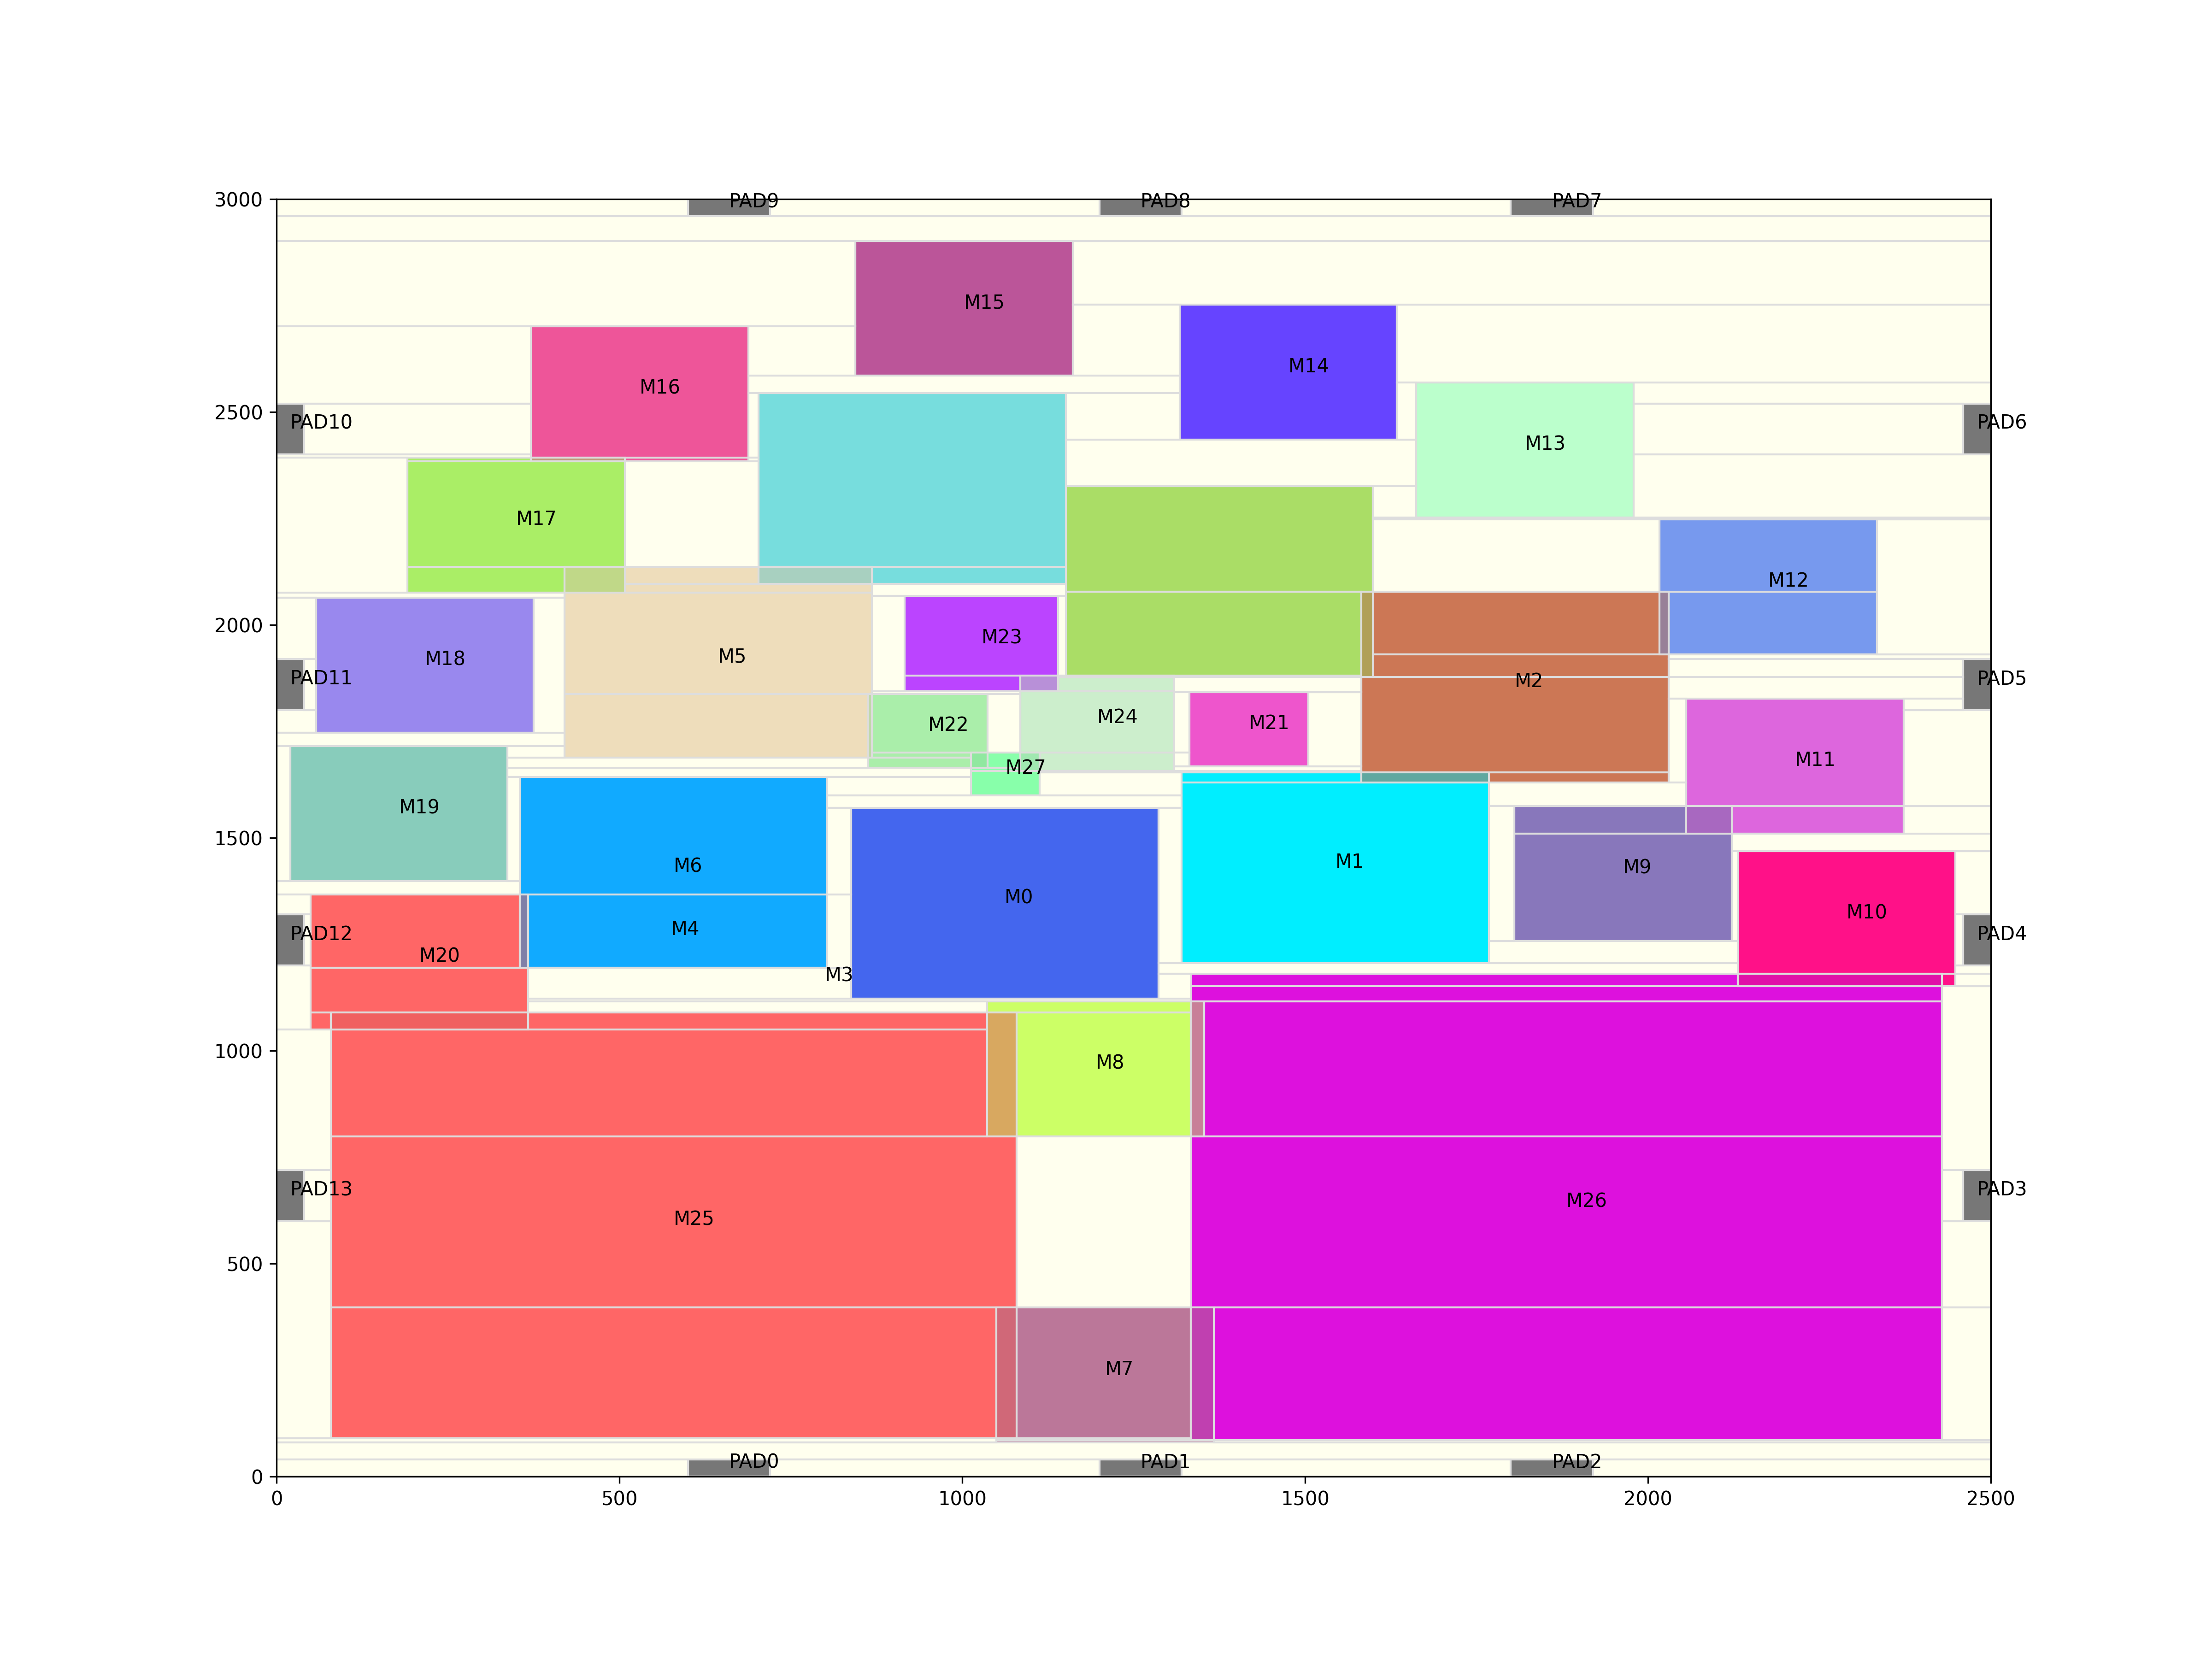 PAD9 PAD8 PAD7
3000
M15
M14
M16
2500
PAD10 PAD6
M13
M17
M12
2000
M23
M5
M18
PAD11 M2 PAD5
M24
M22 M21
M27 M11
M19
1500
M6 M1 M9
M0
M10
M4
PAD12 PAD4
M20
M3
1000
M8
PAD13 PAD3
M26
M25
500
M7
PAD0 PAD1 PAD2
0
0 500 1000 1500 2000 2500